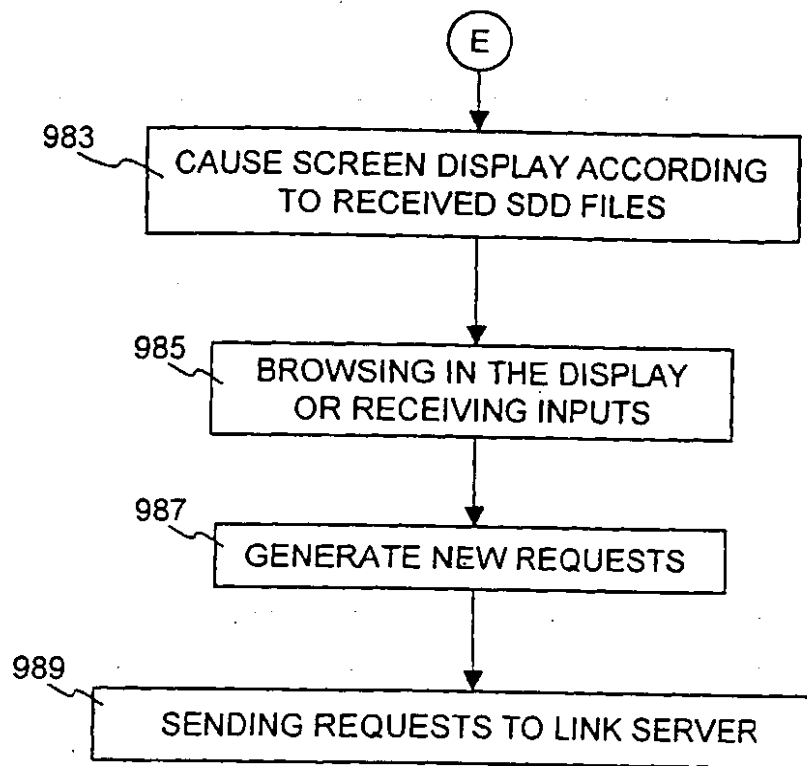 E
983
CAUSE SCREEN DISPLAY ACCORDING
TO RECEIVED SDD FILES
985
BROWSING IN THE DISPLAY
OR RECEIVING INPUTS
987
GENERATE NEW REQUESTS
989
SENDING REQUESTS TO LINK SERVER